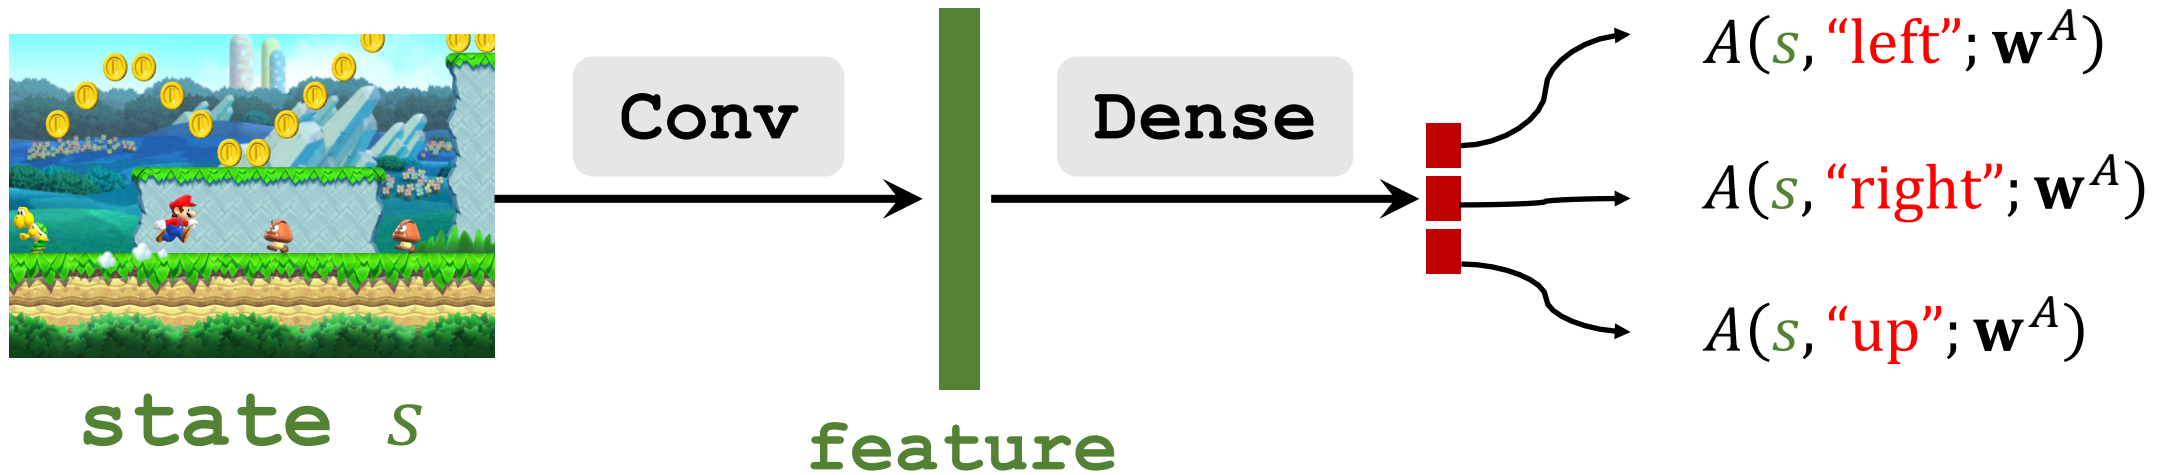 Conv
Dense
A(s, “left”; w^A)
A(s, “right”; w^A)
A(s, “up”; w^A)
state s
feature